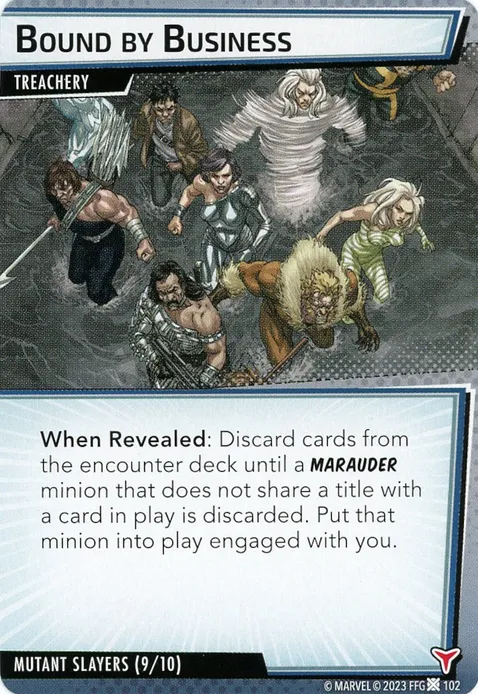 BOUND BY BUSINESS
TREACHERY
When Revealed: Discard cards from
the encounter deck until a MARAUDER
minion that does not share a title with
a card in play is discarded. Put that
minion into play engaged with you.
MUTANT SLAYERS (9/10)
© MARVEL © 2023 FFG 102